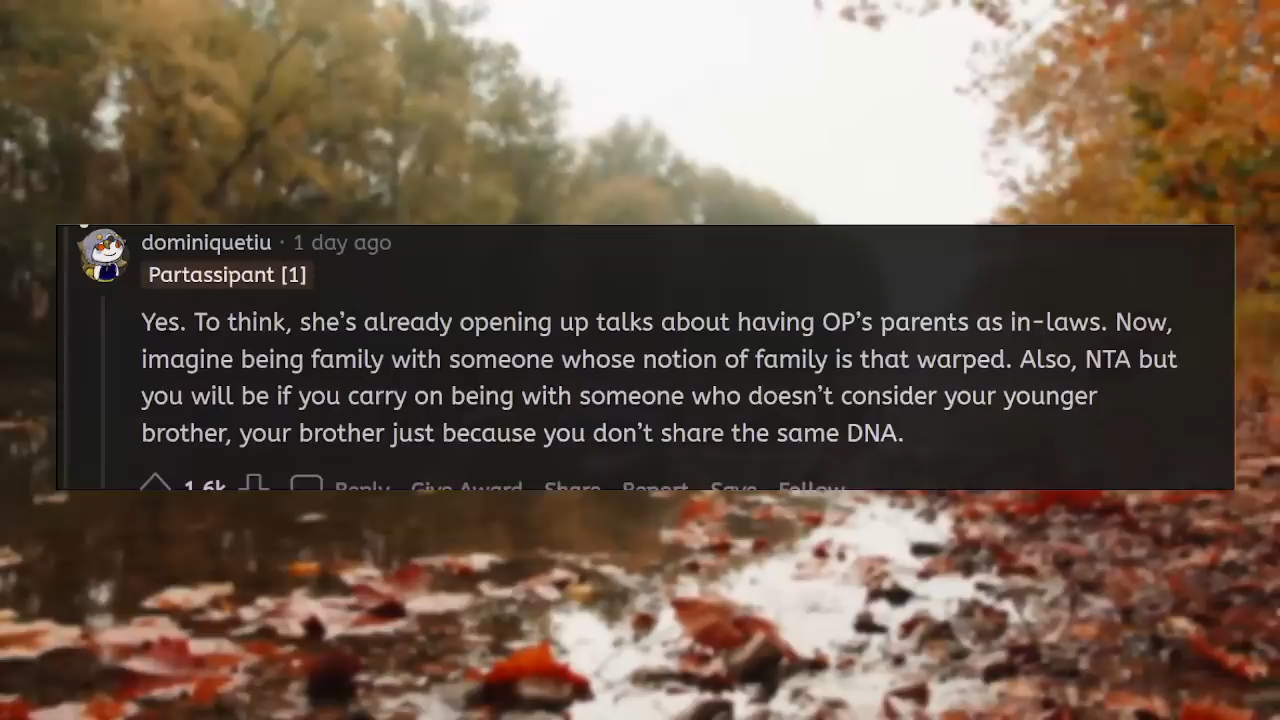 dominiquetiu · 1 day ago
Partassipant [1]
Yes. To think, she's already opening up talks about having OP's parents as in-laws. Now,
imagine being family with someone whose notion of family is that warped. Also, NTA but
you will be if you carry on being with someone who doesn't consider your younger
brother, your brother just because you don't share the same DNA.
1.6k Reply Give Award Share Report Save Follow